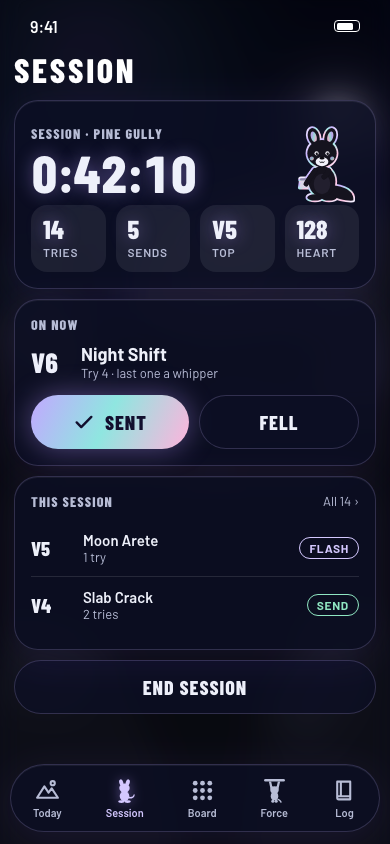 9:41
SESSION
SESSION · PINE GULLY
0:42:10
14
TRIES
5
SENDS
V5
TOP
128
HEART
ON NOW
V6
Night Shift
Try 4 · last one a whipper
SENT
FELL
THIS SESSION
All 14 ›
V5
Moon Arete
1 try
FLASH
V4
Slab Crack
2 tries
SEND
END SESSION
Today
Session
Board
Force
Log